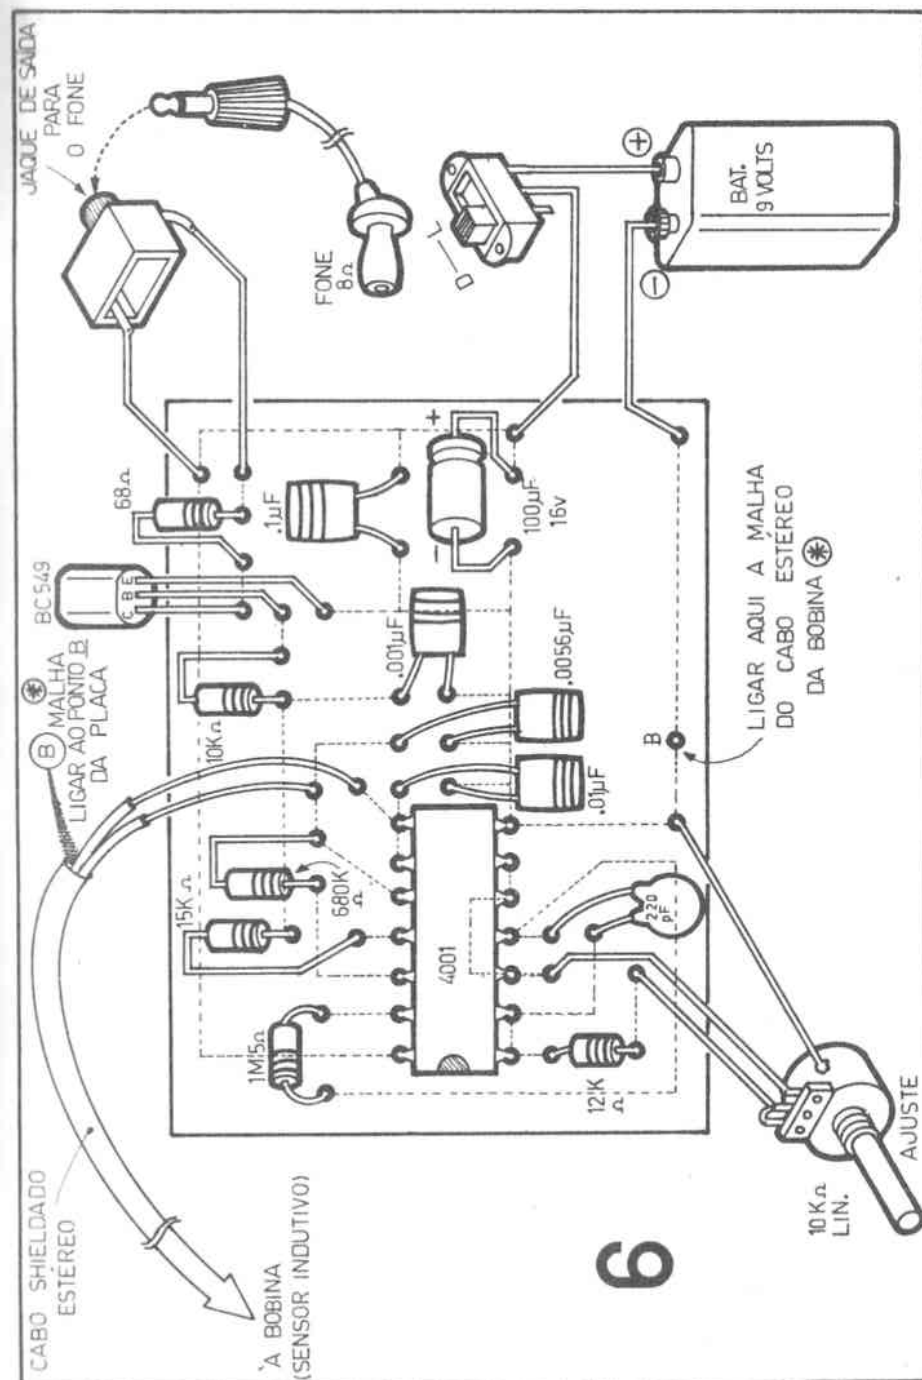 CABO SHIELDADO
ESTÉREO
B MALHA
LIGAR AO PONTO B
DA PLACA
BC549
C B E
JAQUE DE SAÍDA
PARA
O FONE
À BOBINA
(SENSOR INDUTIVO)
15KΩ
680K
Ω
10KΩ
68Ω
1M5Ω
.1µF
FONE
8Ω
4001
.001µF
100µF
16v
+
-
L
D
12K
Ω
220
pF
.01µF
.0056µF
B
LIGAR AQUI A MALHA
DO CABO ESTÉREO
DA BOBINA
+
-
BAT.
9 VOLTS
10KΩ
LIN.
AJUSTE
6